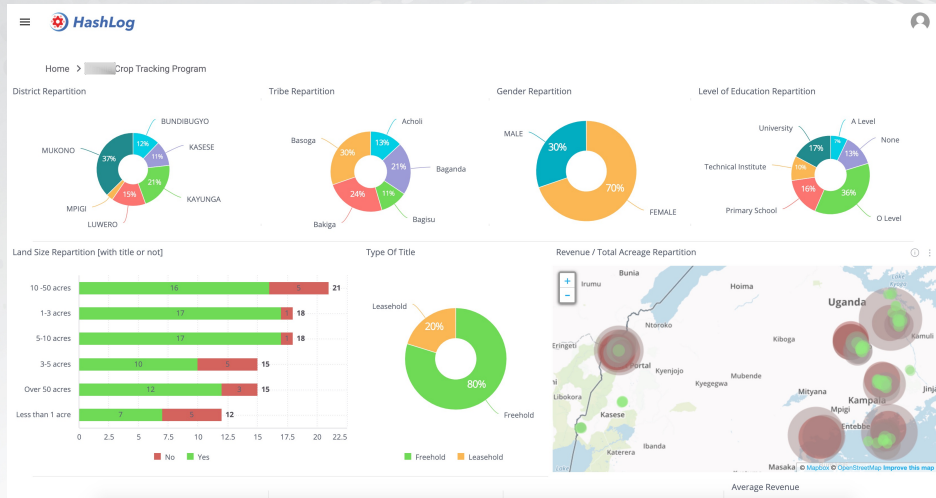 HashLog
Home > Crop Tracking Program
District Repartition
BUNDIBUGYO
KASESE
KAYUNGA
LUWERO
MPIGI
MUKONO
12%
11%
21%
15%
37%
Tribe Repartition
Acholi
Baganda
Bagisu
Bakiga
Basoga
13%
21%
11%
24%
30%
Gender Repartition
MALE
FEMALE
30%
70%
Level of Education Repartition
A Level
None
O Level
Primary School
Technical Institute
University
7%
13%
36%
16%
10%
17%
Land Size Repartition [with title or not]
10 -50 acres 16 5 21
1-3 acres 17 1 18
5-10 acres 17 1 18
3-5 acres 10 5 15
Over 50 acres 12 3 15
Less than 1 acre 7 5 12
0 2.5 5 7.5 10 12.5 15 17.5 20 22.5
No Yes
Type Of Title
Leasehold
20%
80%
Freehold
Freehold Leasehold
Revenue / Total Acreage Repartition
+
−
Bunia
Irumu
Hoima
Lake
Kyoga
Uganda
Ntoroko
Kiboga
Kamuli
Eringeti
Portal
Kyenjojo
Kyegegwa
Mubende
Mityana
Kampala
Jinja
Libokora
Kasese
Mpigi
Entebbe
Ibanda
Katerera
Lake
Masaka
© Mapbox © OpenStreetMap Improve this map
Average Revenue